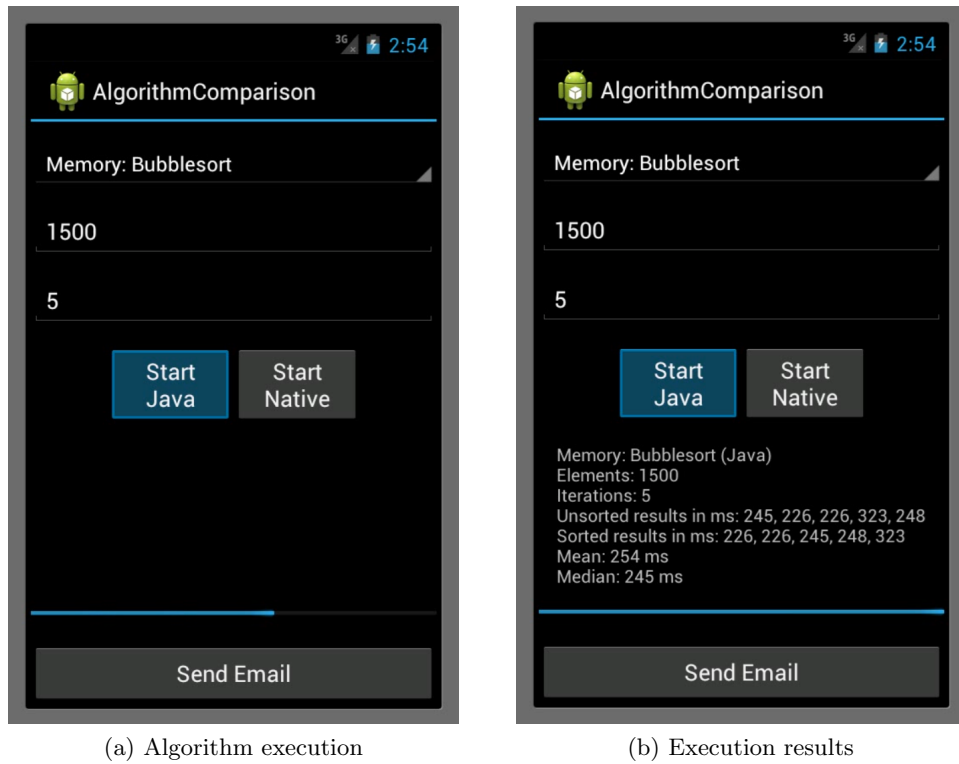 3G 2:54
AlgorithmComparison
Memory: Bubblesort
1500
5
Start
Java
Start
Native
Send Email
(a) Algorithm execution
3G 2:54
AlgorithmComparison
Memory: Bubblesort
1500
5
Start
Java
Start
Native
Memory: Bubblesort (Java)
Elements: 1500
Iterations: 5
Unsorted results in ms: 245, 226, 226, 323, 248
Sorted results in ms: 226, 226, 245, 248, 323
Mean: 254 ms
Median: 245 ms
Send Email
(b) Execution results